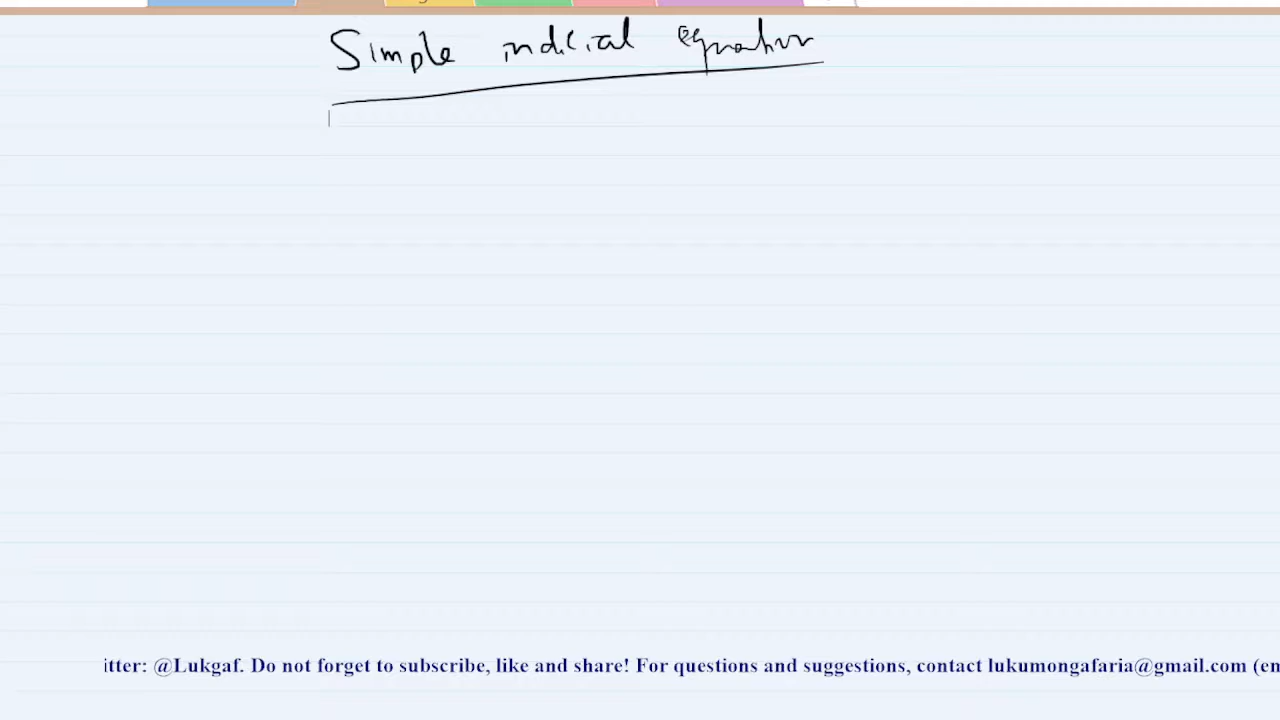 Simple indicial equation
itter: @Lukgaf. Do not forget to subscribe, like and share! For questions and suggestions, contact lukumongafaria@gmail.com (em